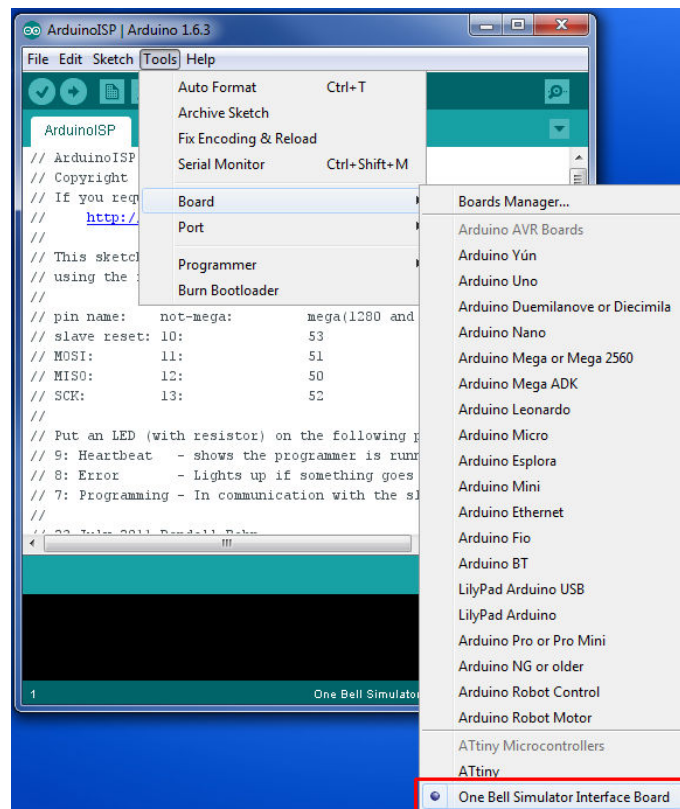 ArduinoISP | Arduino 1.6.3
File Edit Sketch Tools Help
Auto Format Ctrl+T
Archive Sketch
Fix Encoding & Reload
Serial Monitor Ctrl+Shift+M
Board
Port
Programmer
Burn Bootloader
ArduinoISP
// ArduinoISP
// Copyright
// If you req
// http:/
//
// This sketc
// using the
//
// pin name: not-mega: mega(1280 and
// slave reset: 10: 53
// MOSI: 11: 51
// MISO: 12: 50
// SCK: 13: 52
//
// Put an LED (with resistor) on the following p
// 9: Heartbeat - shows the programmer is runn
// 8: Error - Lights up if something goes
// 7: Programming - In communication with the sl
//
1 One Bell Simulato
Boards Manager...
Arduino AVR Boards
Arduino Yún
Arduino Uno
Arduino Duemilanove or Diecimila
Arduino Nano
Arduino Mega or Mega 2560
Arduino Mega ADK
Arduino Leonardo
Arduino Micro
Arduino Esplora
Arduino Mini
Arduino Ethernet
Arduino Fio
Arduino BT
LilyPad Arduino USB
LilyPad Arduino
Arduino Pro or Pro Mini
Arduino NG or older
Arduino Robot Control
Arduino Robot Motor
ATtiny Microcontrollers
ATtiny
One Bell Simulator Interface Board